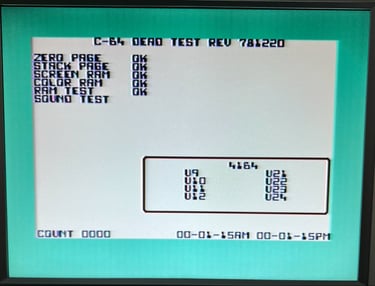 C-64 DEAD TEST REV 781220
ZERO PAGE OK
STACK PAGE OK
SCREEN RAM OK
COLOR RAM OK
RAM TEST OK
SOUND TEST
4164
U9 U21
U10 U22
U11 U23
U12 U24
COUNT 0000 00-01-15AM 00-01-15PM